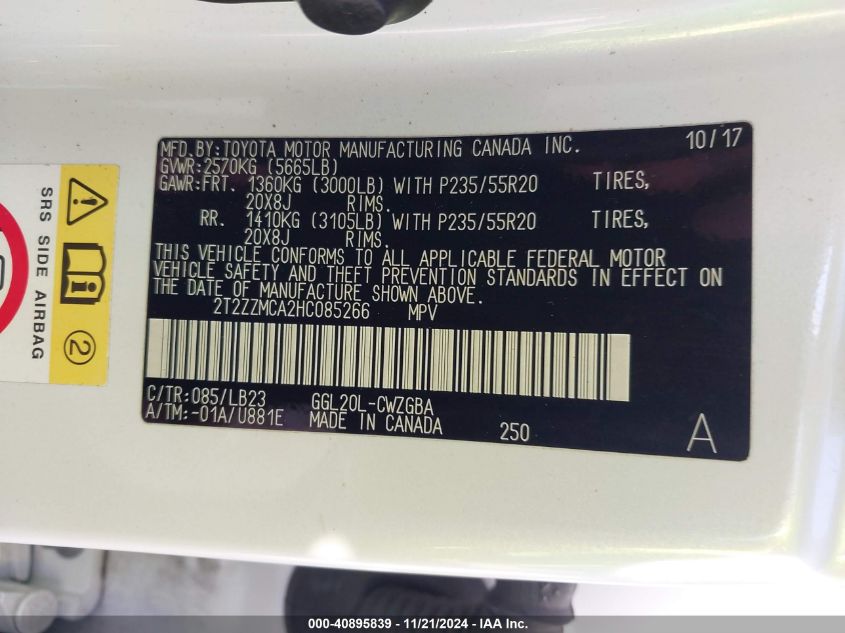 MFD.BY:TOYOTA MOTOR MANUFACTURING CANADA INC. 10/17
GVWR:2570KG (5665LB)
GAWR:FRT. 1360KG (3000LB) WITH P235/55R20 TIRES,
20X8J RIMS.
RR. 1410KG (3105LB) WITH P235/55R20 TIRES,
20X8J RIMS.
THIS VEHICLE CONFORMS TO ALL APPLICABLE FEDERAL MOTOR
VEHICLE SAFETY AND THEFT PREVENTION STANDARDS IN EFFECT ON
THE DATE OF MANUFACTURE SHOWN ABOVE.
2T2ZZMCA2HC085266 MPV
C/TR:085/LB23 GGL20L-CWZGBA
A/TM:-01A/U881E MADE IN CANADA 250 A
SRS SIDE AIRBAG
2
000-40895839 — 11/21/2024 — IAA Inc.